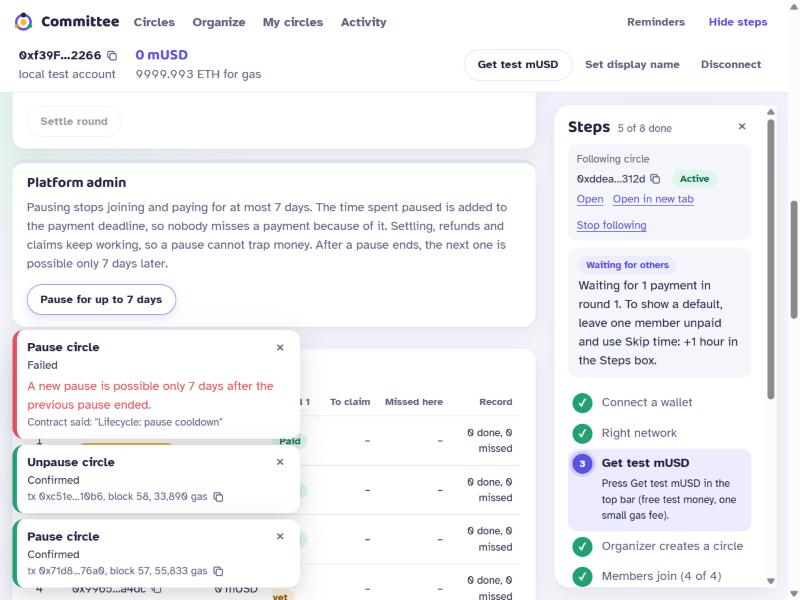 Committee
Circles
Organize
My circles
Activity
Reminders
Hide steps
0xf39F…2266
0 mUSD
local test account
9999.993 ETH for gas
Get test mUSD
Set display name
Disconnect
Settle round
Platform admin
Pausing stops joining and paying for at most 7 days. The time spent paused is added to
the payment deadline, so nobody misses a payment because of it. Settling, refunds and
claims keep working, so a pause cannot trap money. After a pause ends, the next one is
possible only 7 days later.
Pause for up to 7 days
Pause circle
Failed
A new pause is possible only 7 days after the
previous pause ended.
Contract said: "Lifecycle: pause cooldown"
Unpause circle
Confirmed
tx 0xc51e…10b6, block 58, 33,890 gas
Pause circle
Confirmed
tx 0x71d8…76a0, block 57, 55,833 gas
1
To claim
Missed here
Record
1
Paid
–
–
0 done, 0
missed
–
–
0 done, 0
missed
–
–
0 done, 0
missed
4
0x9965…a4dc
0 mUSD
yet
–
–
0 done, 0
missed
Steps
5 of 8 done
Following circle
0xddea…312d
Active
Open
Open in new tab
Stop following
Waiting for others
Waiting for 1 payment in
round 1. To show a default,
leave one member unpaid
and use Skip time: +1 hour in
the Steps box.
Connect a wallet
Right network
3
Get test mUSD
Press Get test mUSD in the
top bar (free test money, one
small gas fee).
Organizer creates a circle
Members join (4 of 4)